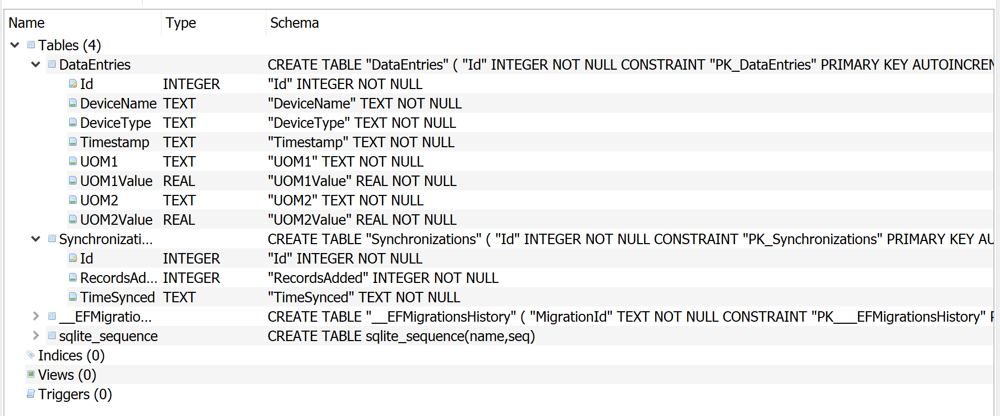 Name Type Schema
Tables (4)
DataEntries CREATE TABLE "DataEntries" ( "Id" INTEGER NOT NULL CONSTRAINT "PK_DataEntries" PRIMARY KEY AUTOINCREN
Id INTEGER "Id" INTEGER NOT NULL
DeviceName TEXT "DeviceName" TEXT NOT NULL
DeviceType TEXT "DeviceType" TEXT NOT NULL
Timestamp TEXT "Timestamp" TEXT NOT NULL
UOM1 TEXT "UOM1" TEXT NOT NULL
UOM1Value REAL "UOM1Value" REAL NOT NULL
UOM2 TEXT "UOM2" TEXT NOT NULL
UOM2Value REAL "UOM2Value" REAL NOT NULL
Synchronizati... CREATE TABLE "Synchronizations" ( "Id" INTEGER NOT NULL CONSTRAINT "PK_Synchronizations" PRIMARY KEY AU
Id INTEGER "Id" INTEGER NOT NULL
RecordsAd... INTEGER "RecordsAdded" INTEGER NOT NULL
TimeSynced TEXT "TimeSynced" TEXT NOT NULL
__EFMigratio... CREATE TABLE "__EFMigrationsHistory" ( "MigrationId" TEXT NOT NULL CONSTRAINT "PK___EFMigrationsHistory" P
sqlite_sequence CREATE TABLE sqlite_sequence(name,seq)
Indices (0)
Views (0)
Triggers (0)